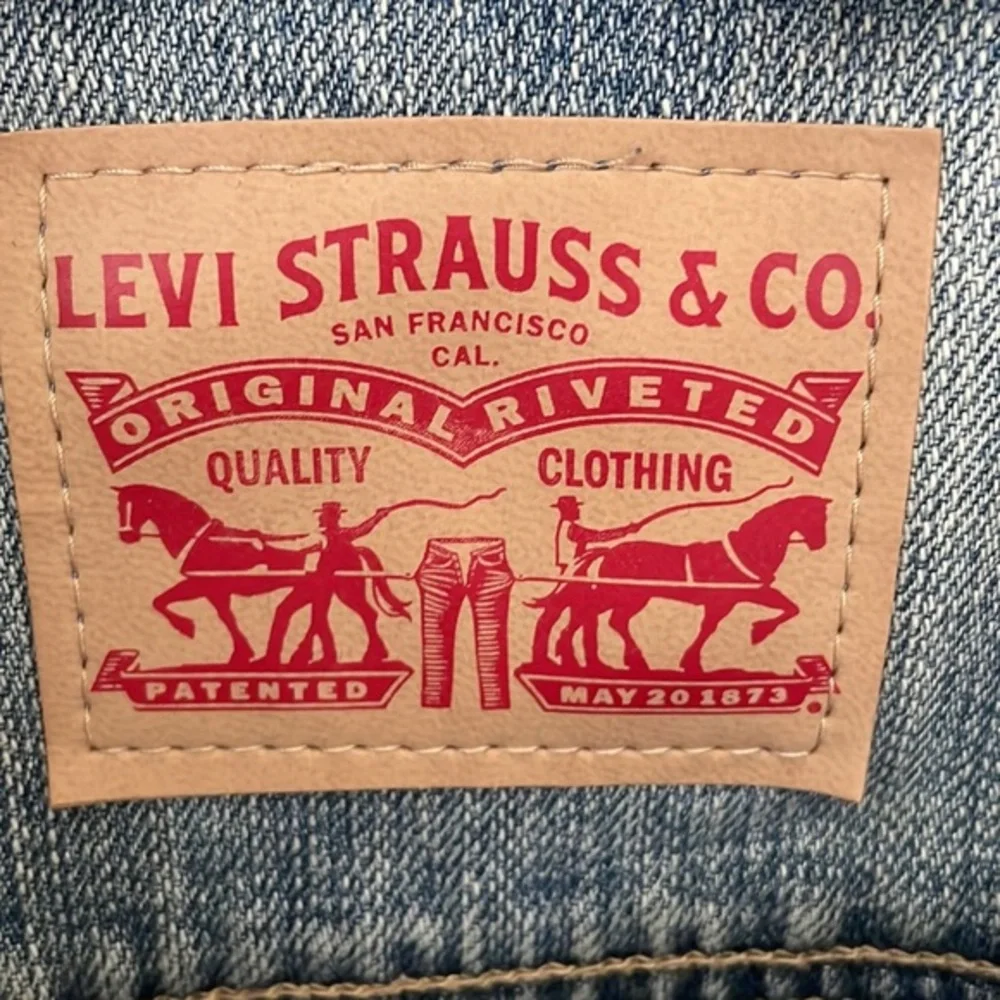 LEVI STRAUSS & CO.
SAN FRANCISCO
CAL.
ORIGINAL RIVETED
QUALITY CLOTHING
PATENTED MAY 20 1873